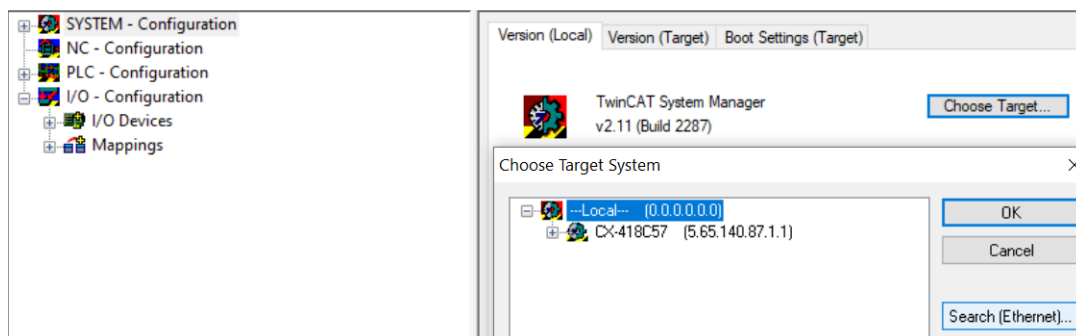 SYSTEM - Configuration
NC - Configuration
PLC - Configuration
I/O - Configuration
I/O Devices
Mappings
Version (Local) Version (Target) Boot Settings (Target)
TwinCAT System Manager
v2.11 (Build 2287)
Choose Target...
Choose Target System
---Local--- (0.0.0.0.0.0)
CX-418C57 (5.65.140.87.1.1)
OK
Cancel
Search (Ethernet)...